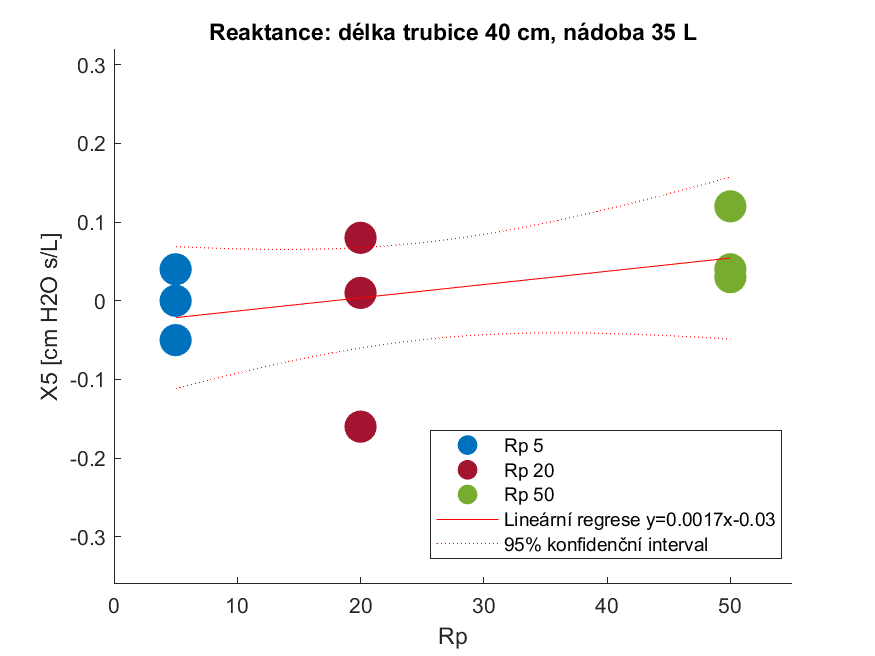 Reaktance: délka trubice 40 cm, nádoba 35 L
0.3
0.2
0.1
0
-0.1
-0.2
-0.3
X5 [cm H2O s/L]
Rp 5
Rp 20
Rp 50
Lineární regrese y=0.0017x-0.03
95% konfidenční interval
0 10 20 30 40 50
Rp